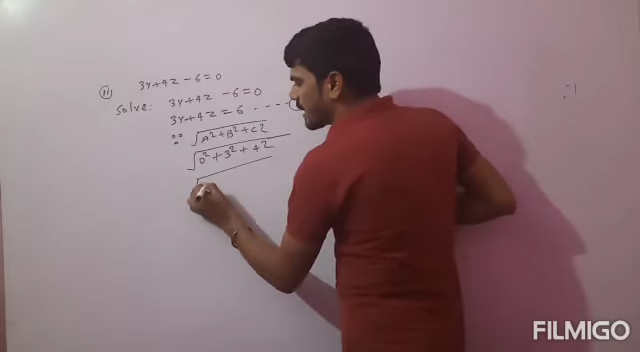 (ii) 3y+4z-6=0
Solve: 3y+4z-6=0
3y+4z=6 ----
∵ √A²+B²+C2
√0²+3²+42
FILMIGO